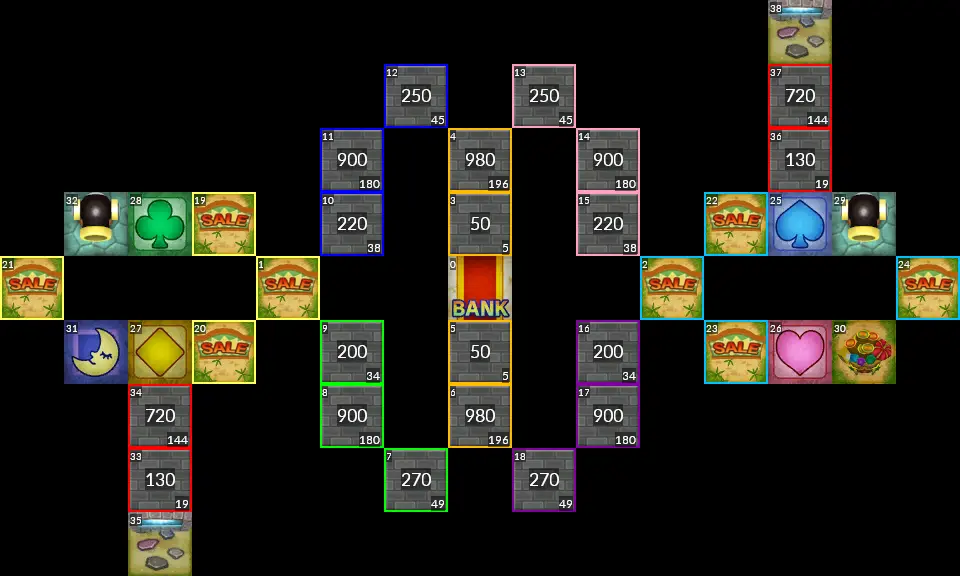 38
12 13 37
250 250 720
45 45 144
11 4 14 36
900 980 900 130
180 196 180 19
32 28 19 10 3 15 22 25 29
SALE 220 50 220 SALE
38 5 38
21 1 0 2 24
SALE SALE BANK SALE SALE
31 27 20 9 5 16 23 26 30
SALE 200 50 200 SALE
34 5 34
34 8 6 17
720 900 980 900
144 180 196 180
33 7 18
130 270 270
19 49 49
35